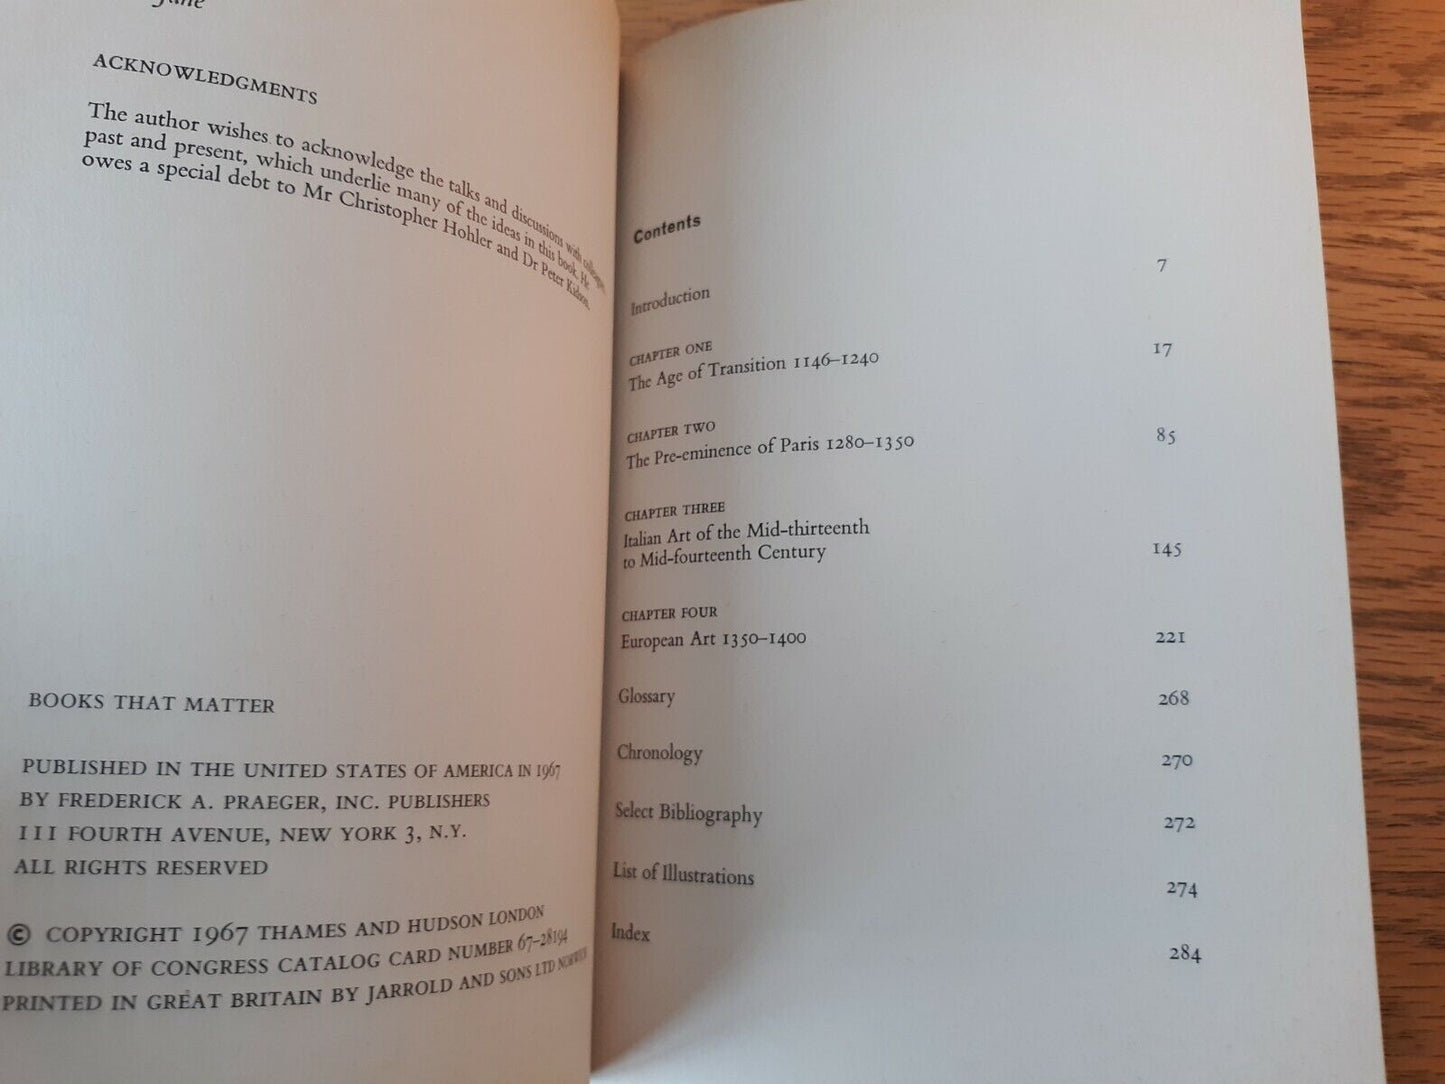 Jane
ACKNOWLEDGMENTS
The author wishes to acknowledge the talks and discussions with colleagues,
past and present, which underlie many of the ideas in this book. He
owes a special debt to Mr Christopher Hohler and Dr Peter Kidson.
BOOKS THAT MATTER
PUBLISHED IN THE UNITED STATES OF AMERICA IN 1967
BY FREDERICK A. PRAEGER, INC. PUBLISHERS
111 FOURTH AVENUE, NEW YORK 3, N.Y.
ALL RIGHTS RESERVED
© COPYRIGHT 1967 THAMES AND HUDSON LONDON
LIBRARY OF CONGRESS CATALOG CARD NUMBER 67–28194
PRINTED IN GREAT BRITAIN BY JARROLD AND SONS LTD NORWICH
Contents
Introduction 7
CHAPTER ONE
The Age of Transition 1146–1240 17
CHAPTER TWO
The Pre-eminence of Paris 1280–1350 85
CHAPTER THREE
Italian Art of the Mid-thirteenth
to Mid-fourteenth Century 145
CHAPTER FOUR
European Art 1350–1400 221
Glossary 268
Chronology 270
Select Bibliography 272
List of Illustrations 274
Index 284